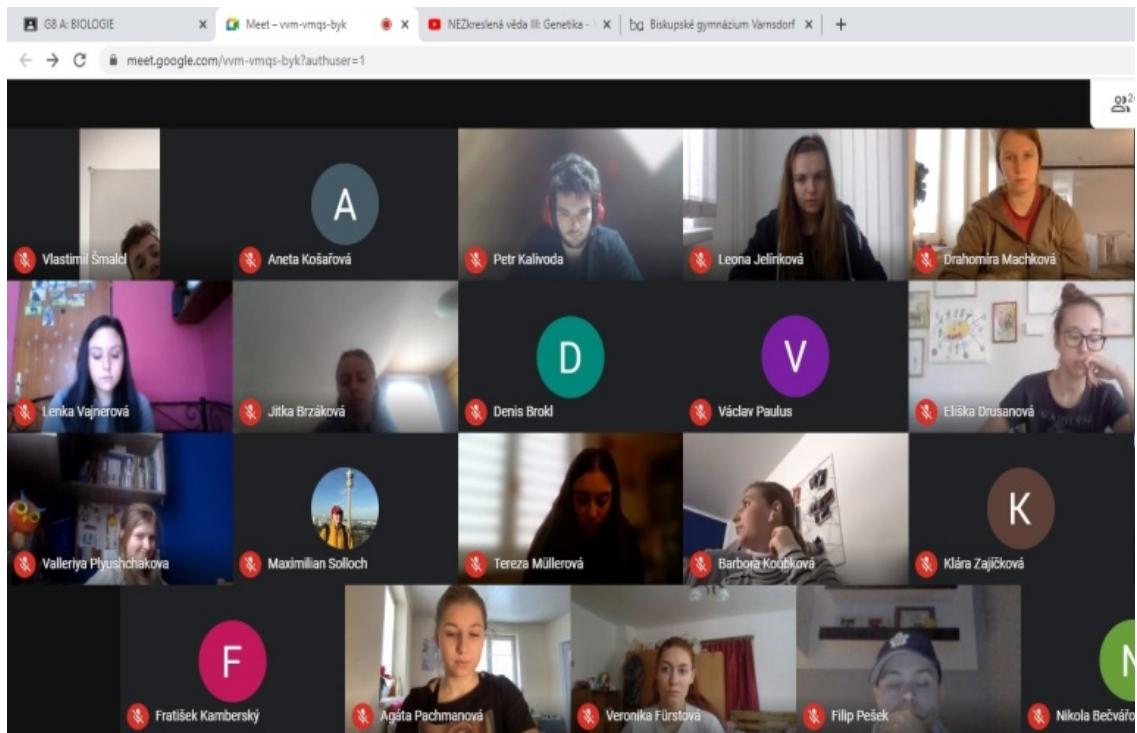 G8 A: BIOLOGIE
Meet – vvm-vmqs-byk
NEZkreslená věda III: Genetika -
bg Biskupské gymnázium Varnsdorf
meet.google.com/vvm-vmqs-byk?authuser=1
A
Vlastimil Šmalcl
Aneta Košařová
Petr Kalivoda
Leona Jelínková
Drahomíra Machková
D
V
Lenka Vajnerová
Jitka Brzáková
Denis Brokl
Václav Paulus
Eliška Drusanová
K
Valleriya Plyushchakova
Maximilian Solloch
Tereza Müllerová
Barbora Koubková
Klára Zajíčková
F
N
Fratišek Kamberský
Agáta Pachmanová
Veronika Fürstová
Filip Pešek
Nikola Bečvářo